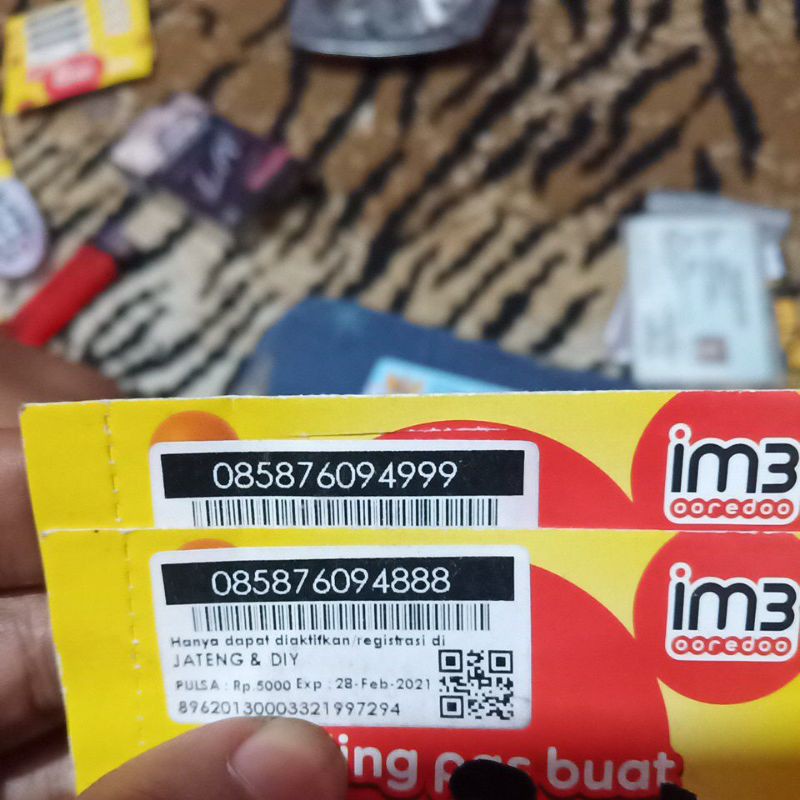 085876094999
im3
ooredoo
085876094888
im3
ooredoo
Hanya dapat diaktifkan/registrasi di
JATENG & DIY
PULSA : Rp.5000 Exp : 28-Feb-2021
89620130003321997294
ing pas buat